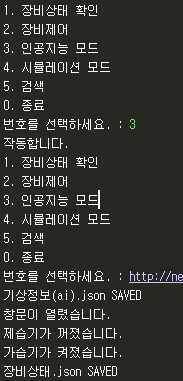 1. 장비상태 확인
2. 장비제어
3. 인공지능 모드
4. 시뮬레이션 모드
5. 검색
0. 종료
번호를 선택하세요. : 3
작동합니다.
1. 장비상태 확인
2. 장비제어
3. 인공지능 모드
4. 시뮬레이션 모드
5. 검색
0. 종료
번호를 선택하세요. : http://ne
기상정보(ai).json SAVED
창문이 열렸습니다.
제습기가 꺼졌습니다.
가습기가 켜졌습니다.
장비상태.json SAVED